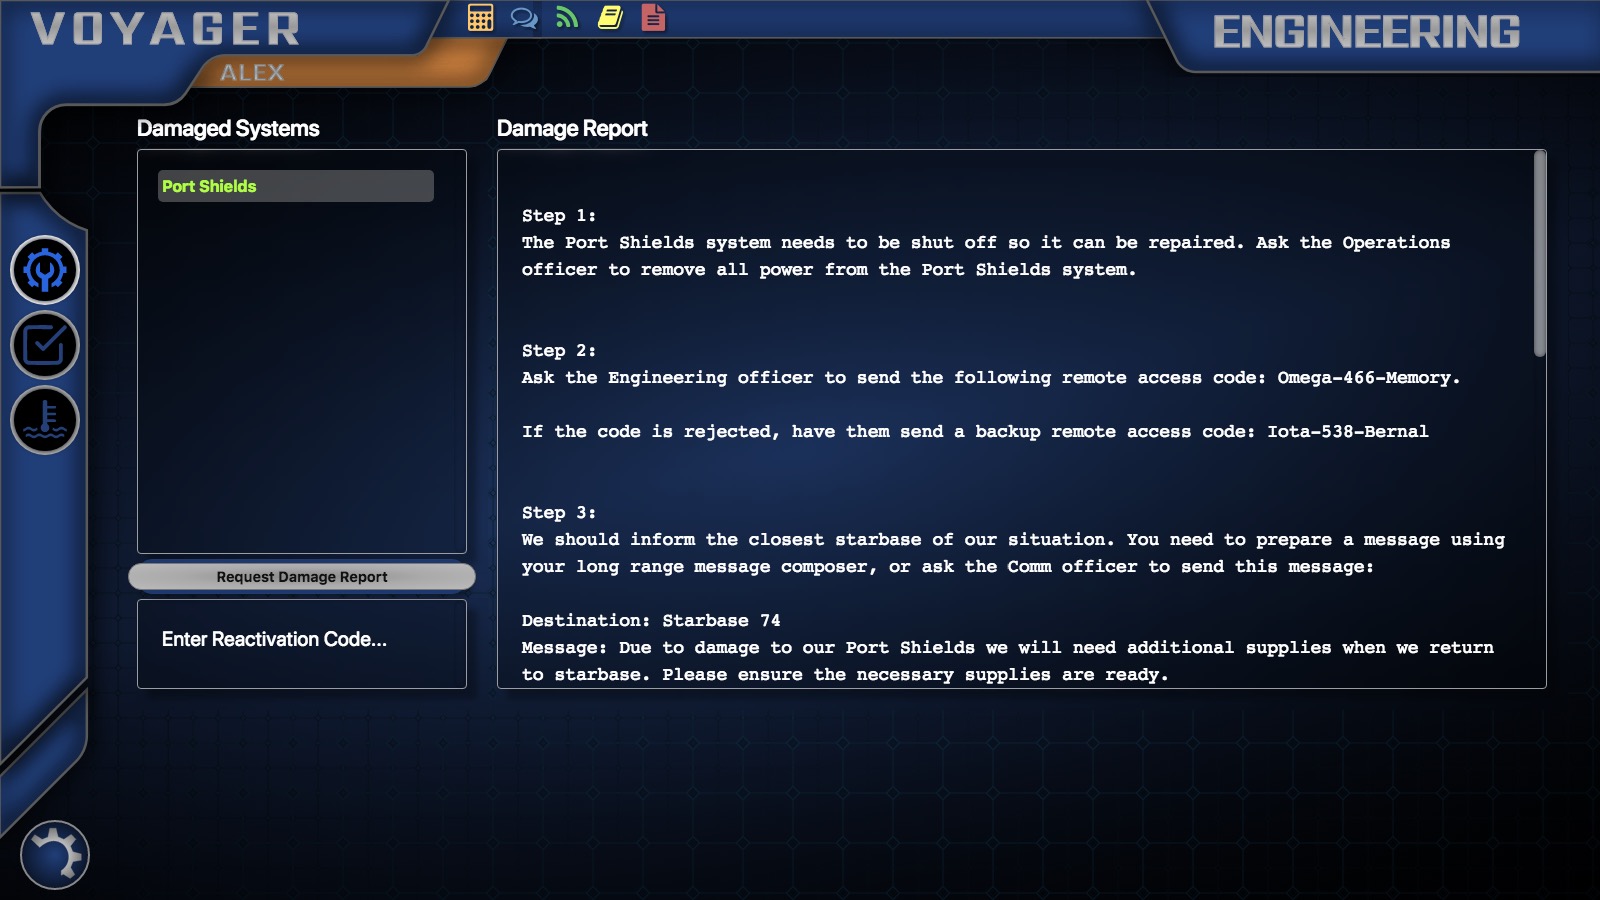 VOYAGER
ENGINEERING
ALEX
Damaged Systems
Port Shields
Request Damage Report
Enter Reactivation Code...
Damage Report
Step 1:
The Port Shields system needs to be shut off so it can be repaired. Ask the Operations
officer to remove all power from the Port Shields system.
Step 2:
Ask the Engineering officer to send the following remote access code: Omega-466-Memory.
If the code is rejected, have them send a backup remote access code: Iota-538-Bernal
Step 3:
We should inform the closest starbase of our situation. You need to prepare a message using
your long range message composer, or ask the Comm officer to send this message:
Destination: Starbase 74
Message: Due to damage to our Port Shields we will need additional supplies when we return
to starbase. Please ensure the necessary supplies are ready.